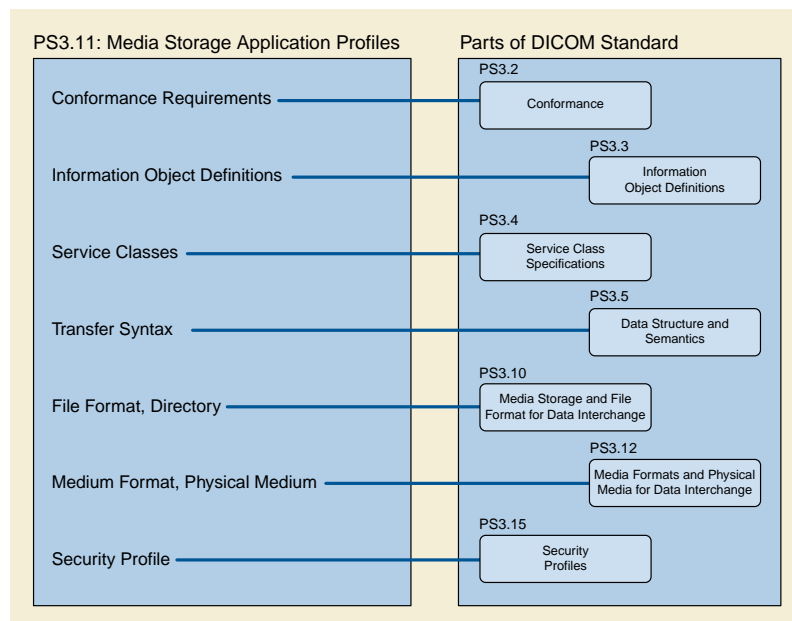 PS3.11: Media Storage Application Profiles
Parts of DICOM Standard
PS3.2
Conformance Requirements
Conformance
PS3.3
Information Object Definitions
Information
Object Definitions
PS3.4
Service Classes
Service Class
Specifications
PS3.5
Transfer Syntax
Data Structure and
Semantics
PS3.10
File Format, Directory
Media Storage and File
Format for Data Interchange
PS3.12
Medium Format, Physical Medium
Media Formats and Physical
Media for Data Interchange
PS3.15
Security Profile
Security
Profiles